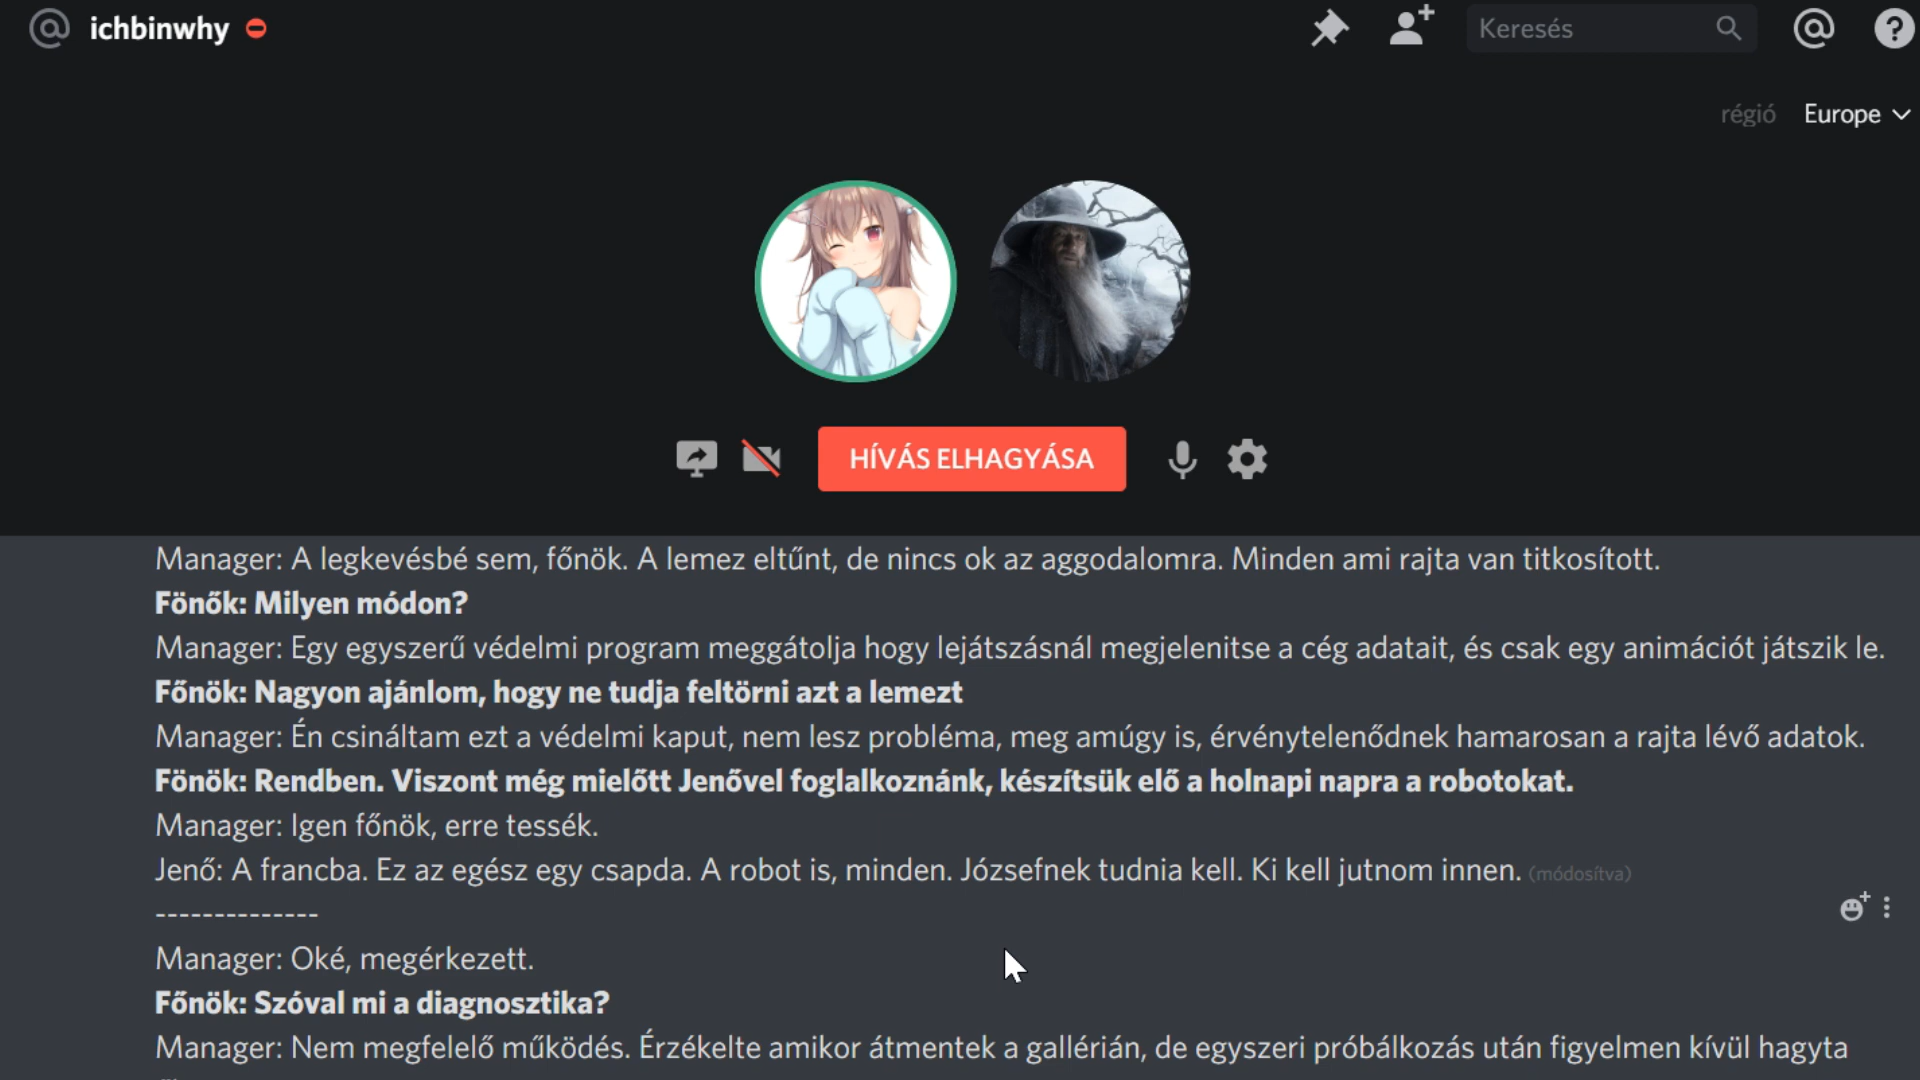 ichbinwhy
Keresés
régió Europe
HÍVÁS ELHAGYÁSA
Manager: A legkevésbé sem, főnök. A lemez eltűnt, de nincs ok az aggodalomra. Minden ami rajta van titkosított.
Fönők: Milyen módon?
Manager: Egy egyszerű védelmi program meggátolja hogy lejátszásnál megjelenitse a cég adatait, és csak egy animációt játszik le.
Főnök: Nagyon ajánlom, hogy ne tudja feltörni azt a lemezt
Manager: Én csináltam ezt a védelmi kaput, nem lesz probléma, meg amúgy is, érvénytelenődnek hamarosan a rajta lévő adatok.
Fönök: Rendben. Viszont még mielőtt Jenővel foglalkoznánk, készítsük elő a holnapi napra a robotokat.
Manager: Igen főnök, erre tessék.
Jenő: A francba. Ez az egész egy csapda. A robot is, minden. Józsefnek tudnia kell. Ki kell jutnom innen. (módosítva)
--------------
Manager: Oké, megérkezett.
Főnök: Szóval mi a diagnosztika?
Manager: Nem megfelelő működés. Érzékelte amikor átmentek a gallérián, de egyszeri próbálkozás után figyelmen kívül hagyta